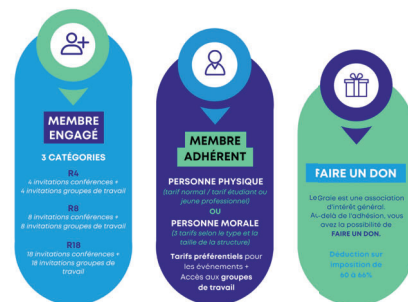 MEMBRE
ENGAGÉ
3 CATÉGORIES
R4
4 invitations conférences +
4 invitations groupes de travail
R8
8 invitations conférences +
8 invitations groupes de travail
R18
18 invitations conférences +
18 invitations groupes de
travail
MEMBRE
ADHÉRENT
PERSONNE PHYSIQUE
(tarif normal / tarif étudiant ou
jeune professionnel)
OU
PERSONNE MORALE
(3 tarifs selon le type et la
taille de la structure)
Tarifs préférentiels pour
les événements +
Accès aux groupes
de travail
FAIRE UN DON
Le Graie est une association
d'intérêt général.
Au-delà de l'adhésion, vous
avez la possibilité de
FAIRE UN DON.
Déduction sur
imposition de
60 à 66%